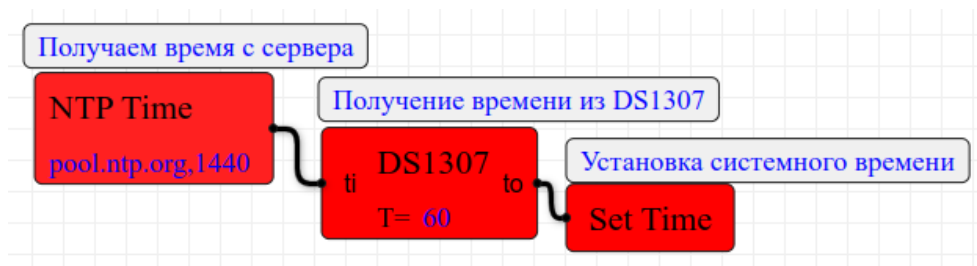 Получаем время с сервера
NTP Time
pool.ntp.org,1440
Получение времени из DS1307
DS1307
ti
to
T= 60
Установка системного времени
Set Time